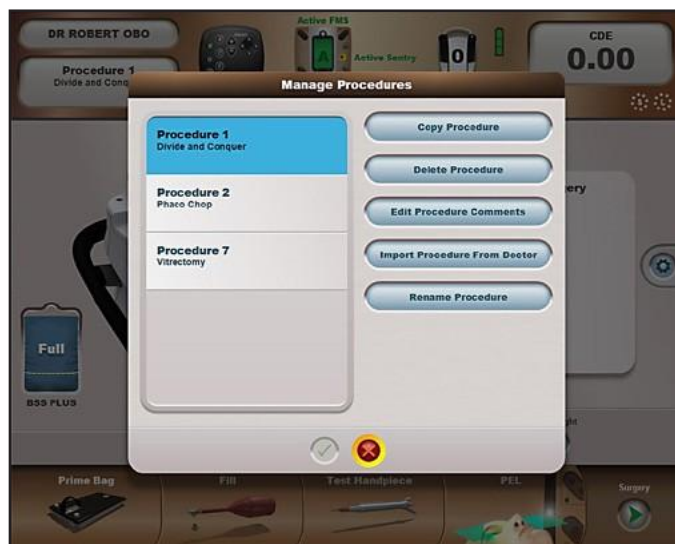 DR ROBERT OBO
Procedure 1
Divide and Conq
Active FMS
A
Active Sentry
0
CDE
0.00
Manage Procedures
Procedure 1
Divide and Conquer
Procedure 2
Phaco Chop
Procedure 7
Vitrectomy
Copy Procedure
Delete Procedure
Edit Procedure Comments
Import Procedure From Doctor
Rename Procedure
ery
Full
BSS PLUS
ght
Prime Bag
Fill
Test Handpiece
PEL
Surgery